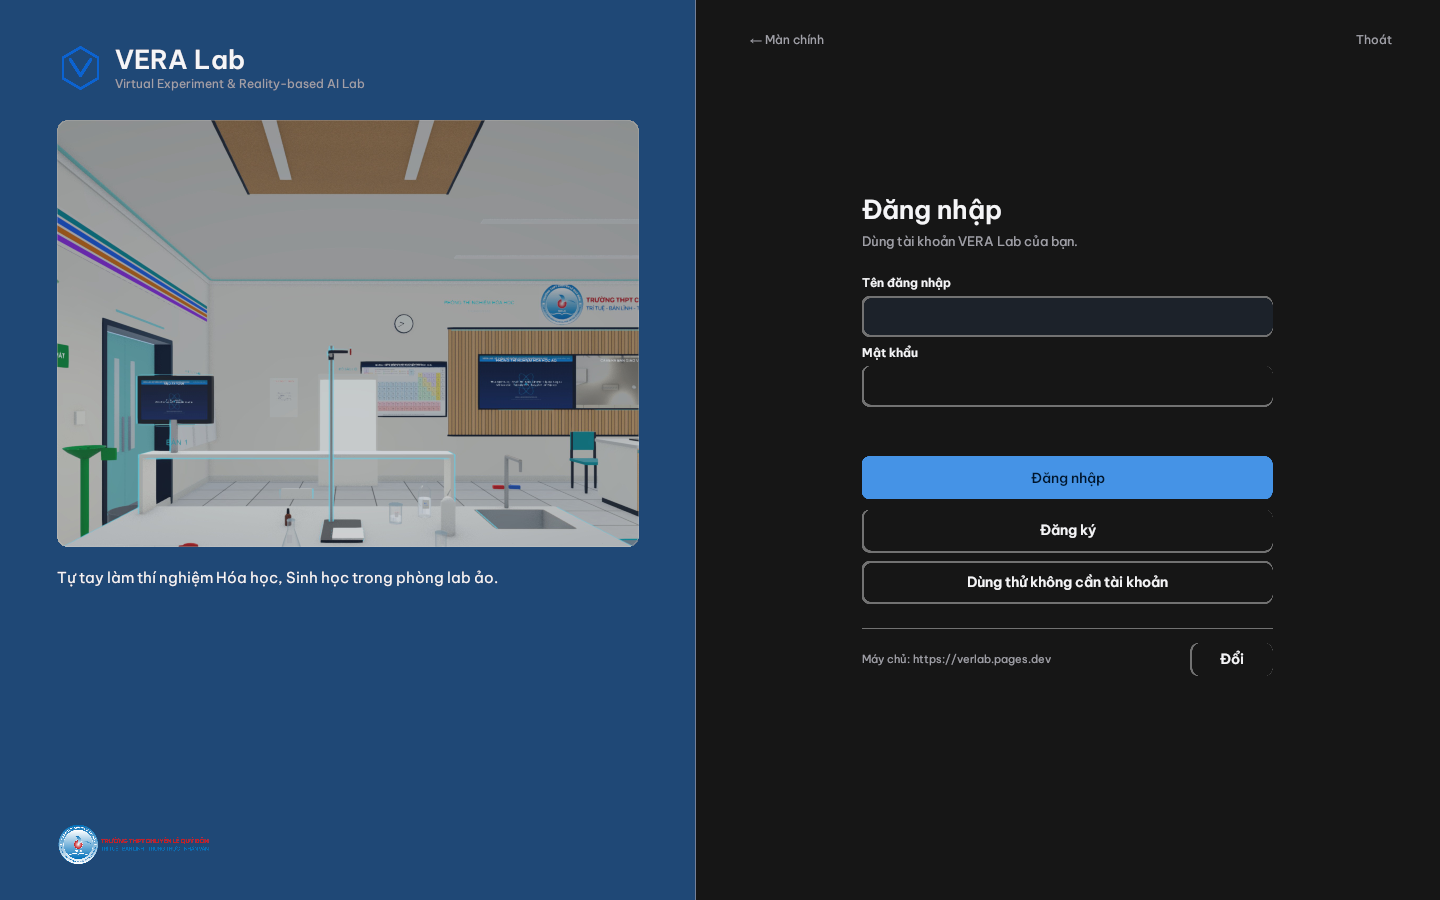 VERA Lab
Virtual Experiment & Reality-based AI Lab
TRƯỜNG THPT C
Tự tay làm thí nghiệm Hóa học, Sinh học trong phòng lab ảo.
← Màn chính
Thoát
Đăng nhập
Dùng tài khoản VERA Lab của bạn.
Tên đăng nhập
Mật khẩu
Đăng nhập
Đăng ký
Dùng thử không cần tài khoản
Máy chủ: https://verlab.pages.dev
Đổi